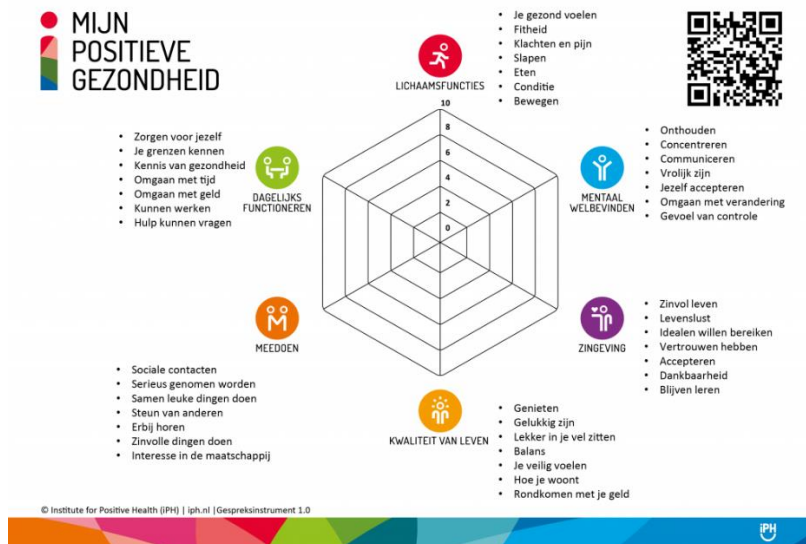 MIJN
POSITIEVE
GEZONDHEID
LICHAAMSFUNCTIES
• Je gezond voelen
• Fitheid
• Klachten en pijn
• Slapen
• Eten
• Conditie
• Bewegen
10
8
6
4
2
0
MENTAAL
WELBEVINDEN
• Onthouden
• Concentreren
• Communiceren
• Vrolijk zijn
• Jezelf accepteren
• Omgaan met verandering
• Gevoel van controle
ZINGEVING
• Zinvol leven
• Levenslust
• Idealen willen bereiken
• Vertrouwen hebben
• Accepteren
• Dankbaarheid
• Blijven leren
KWALITEIT VAN LEVEN
• Genieten
• Gelukkig zijn
• Lekker in je vel zitten
• Balans
• Je veilig voelen
• Hoe je woont
• Rondkomen met je geld
MEEDOEN
• Sociale contacten
• Serieus genomen worden
• Samen leuke dingen doen
• Steun van anderen
• Erbij horen
• Zinvolle dingen doen
• Interesse in de maatschappij
DAGELIJKS
FUNCTIONEREN
• Zorgen voor jezelf
• Je grenzen kennen
• Kennis van gezondheid
• Omgaan met tijd
• Omgaan met geld
• Kunnen werken
• Hulp kunnen vragen
© Institute for Positive Health (iPH) | iph.nl |Gespreksinstrument 1.0
iPH